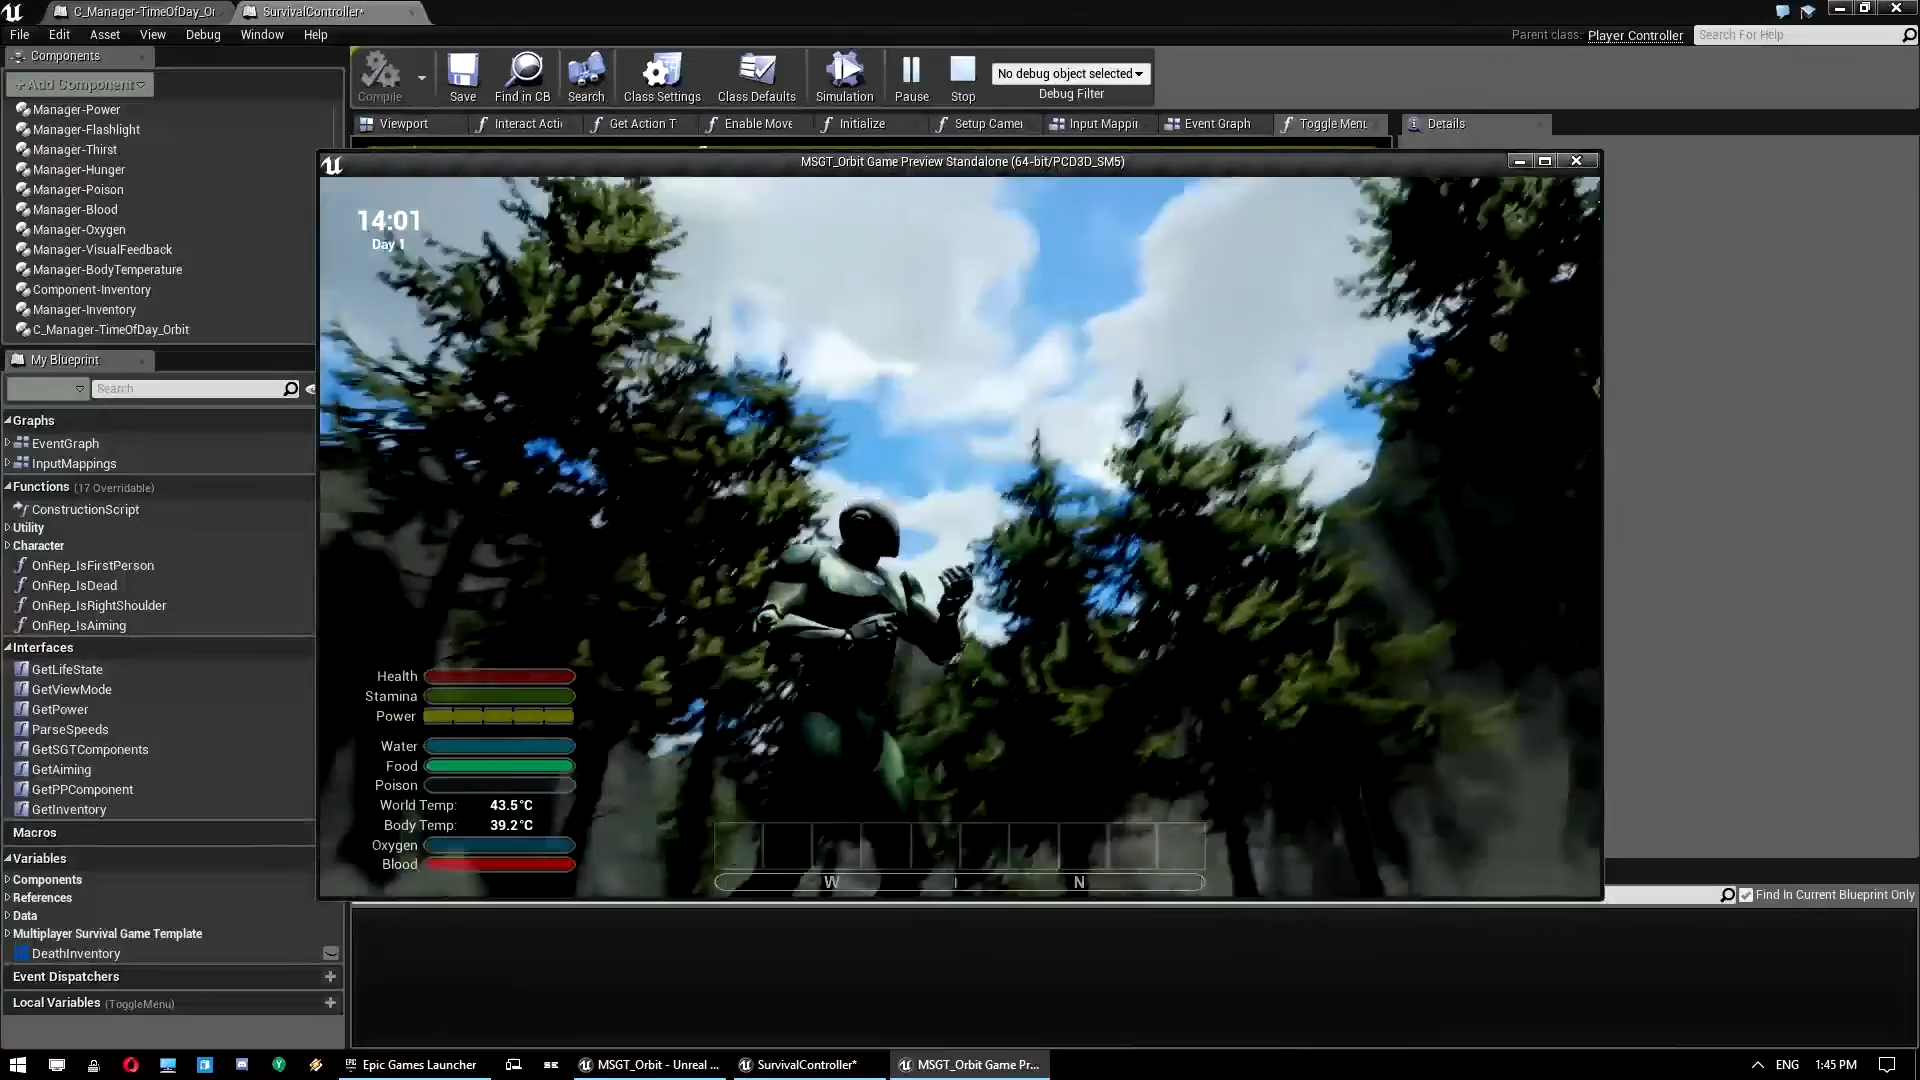 C_Manager-TimeOfDay_Or
SurvivalController*
File Edit Asset View Debug Window Help
Parent class: Player Controller
Search For Help
Components
+Add Component
Manager-Power
Manager-Flashlight
Manager-Thirst
Manager-Hunger
Manager-Poison
Manager-Blood
Manager-Oxygen
Manager-VisualFeedback
Manager-BodyTemperature
Component-Inventory
Manager-Inventory
C_Manager-TimeOfDay_Orbit
Compile
Save
Find in CB
Search
Class Settings
Class Defaults
Simulation
Pause
Stop
No debug object selected
Debug Filter
Viewport
Interact Acti
Get Action T
Enable Move
Initialize
Setup Camer
Input Mappin
Event Graph
Toggle Menu
Details
MSGT_Orbit Game Preview Standalone (64-bit/PCD3D_SM5)
14:01
Day 1
Health
Stamina
Power
Water
Food
Poison
World Temp: 43.5°C
Body Temp: 39.2°C
Oxygen
Blood
W
N
My Blueprint
Search
Graphs
EventGraph
InputMappings
Functions (17 Overridable)
ConstructionScript
Utility
Character
OnRep_IsFirstPerson
OnRep_IsDead
OnRep_IsRightShoulder
OnRep_IsAiming
Interfaces
GetLifeState
GetViewMode
GetPower
ParseSpeeds
GetSGTComponents
GetAiming
GetPPComponent
GetInventory
Macros
Variables
Components
References
Data
Multiplayer Survival Game Template
DeathInventory
Event Dispatchers
Local Variables (ToggleMenu)
Find In Current Blueprint Only
Epic Games Launcher
MSGT_Orbit - Unreal ...
SurvivalController*
MSGT_Orbit Game Pr...
ENG
1:45 PM